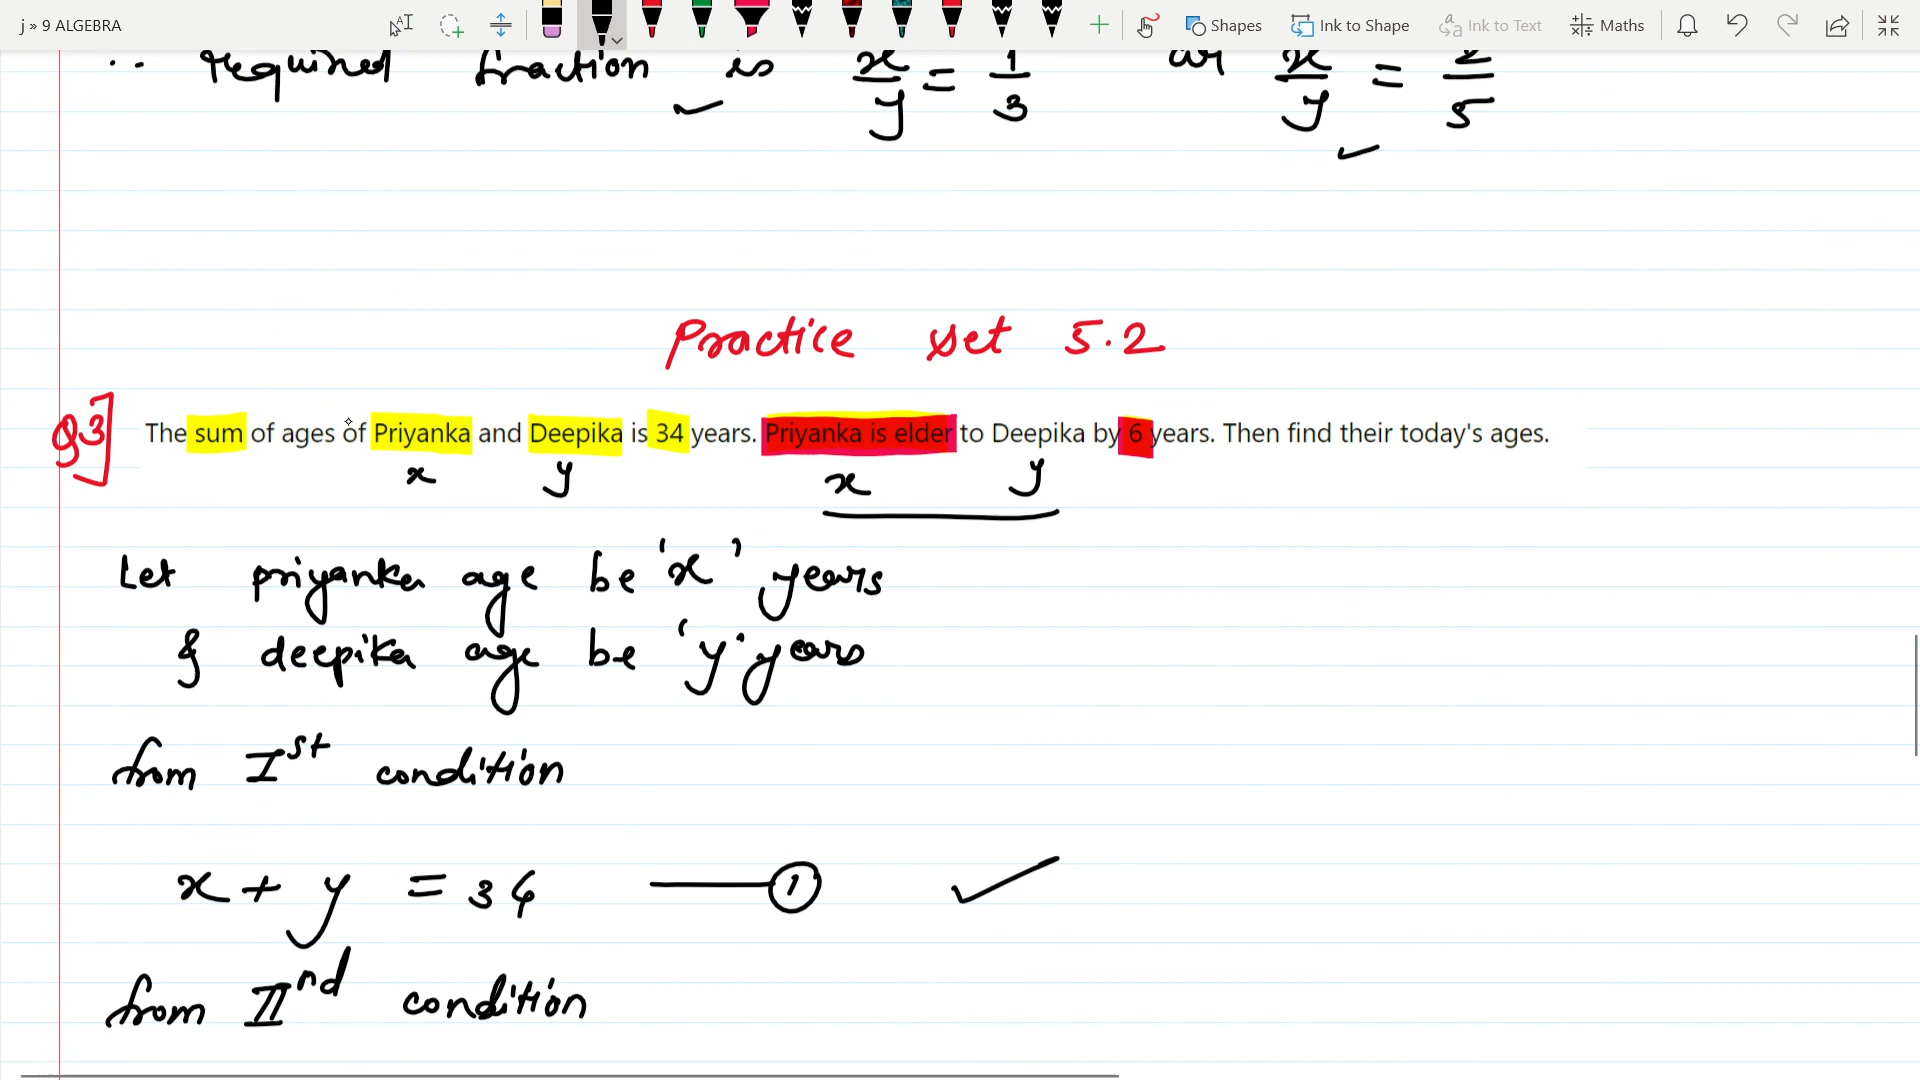 j » 9 ALGEBRA
Shapes Ink to Shape Ink to Text Maths
∴ required fraction is x/y = 1/3 or x/y = 2/5
Practice set 5.2
Q3] The sum of ages of Priyanka and Deepika is 34 years. Priyanka is elder to Deepika by 6 years. Then find their today's ages.
x y x y
Let priyanka age be 'x' years
& deepika age be 'y' years
from Ist condition
x + y = 34 ——①
from IInd condition